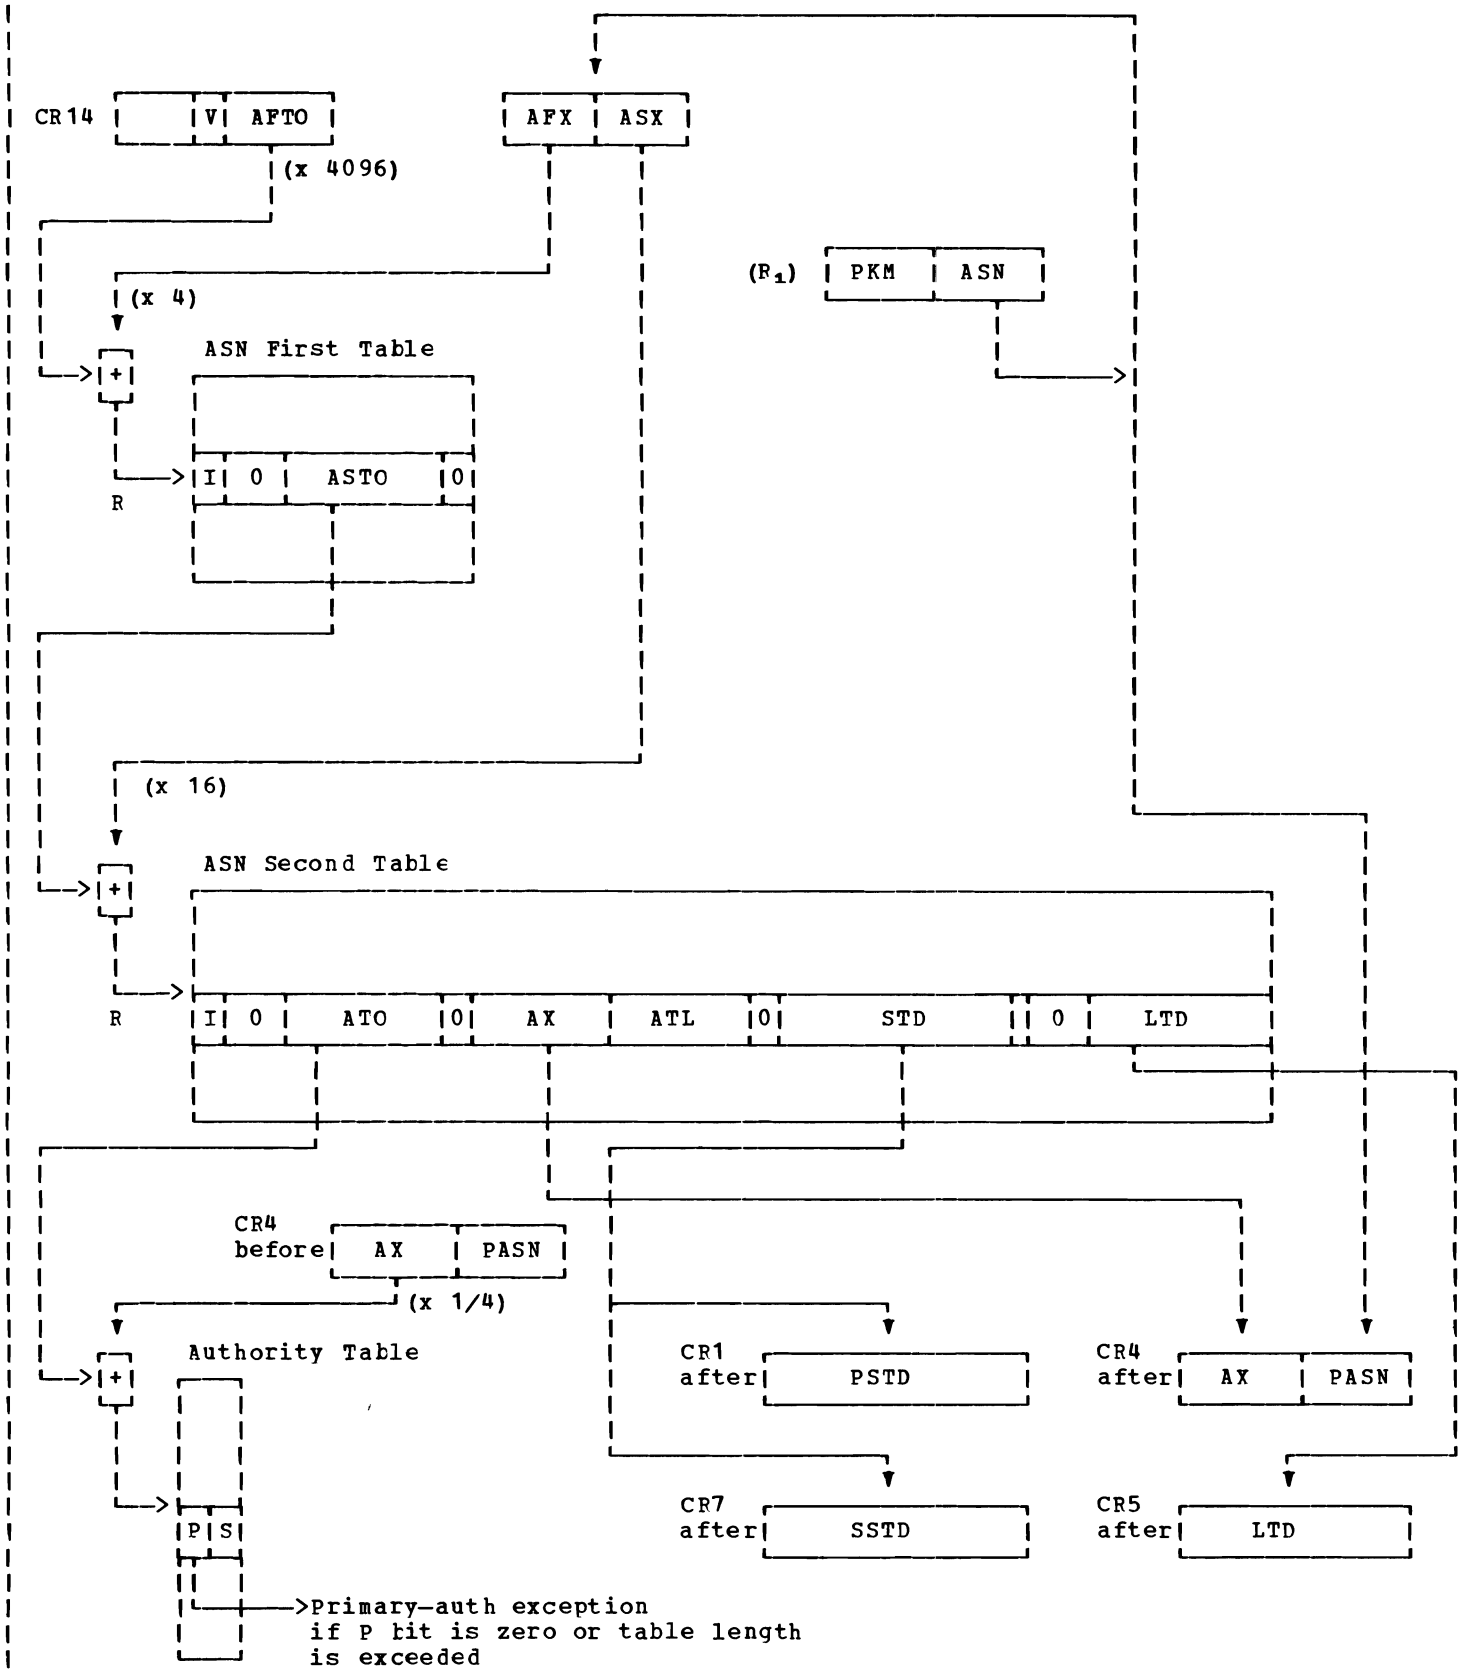 CR14 V AFTO AFX ASX
(x 4096)
(R1) PKM ASN
(x 4)
ASN First Table
+
I 0 ASTO 0
R
(x 16)
ASN Second Table
+
R I 0 ATO 0 AX ATL 0 STD 0 LTD
CR4
before AX PASN
(x 1/4)
Authority Table
+
CR1
after PSTD
CR4
after AX PASN
P S
CR7
after SSTD
CR5
after LTD
Primary-auth exception
if P bit is zero or table length
is exceeded